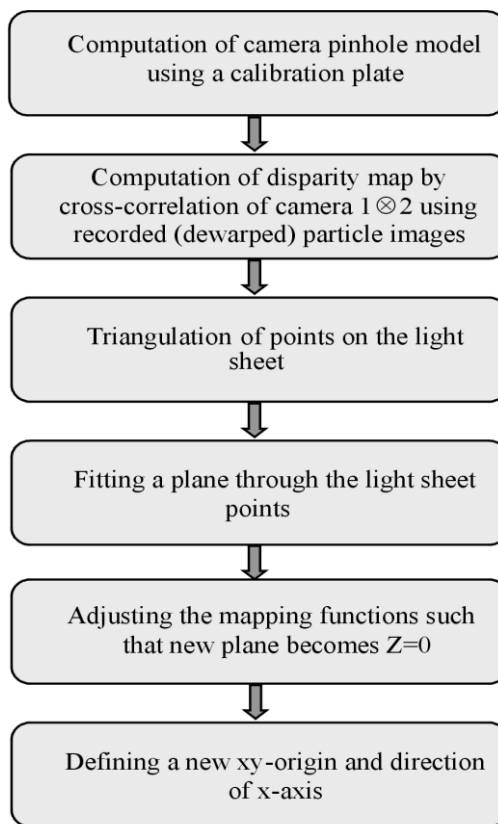 Computation of camera pinhole model
using a calibration plate
Computation of disparity map by
cross-correlation of camera 1⊗2 using
recorded (dewarped) particle images
Triangulation of points on the light
sheet
Fitting a plane through the light sheet
points
Adjusting the mapping functions such
that new plane becomes Z=0
Defining a new xy-origin and direction
of x-axis